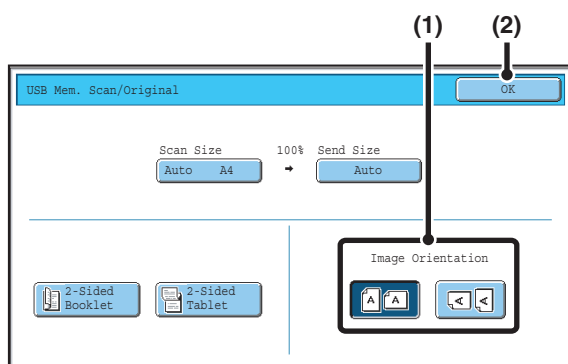 (1) (2)
USB Mem. Scan/Original OK
Scan Size 100% Send Size
Auto A4 Auto
Image Orientation
2-Sided
Booklet
2-Sided
Tablet
A A A A